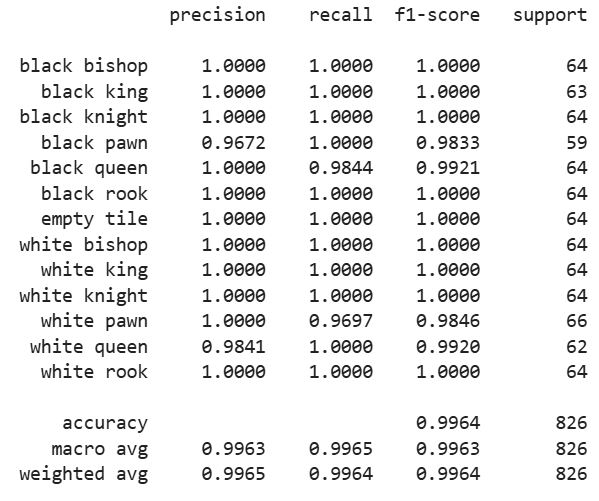 precision recall f1-score support
black bishop 1.0000 1.0000 1.0000 64
black king 1.0000 1.0000 1.0000 63
black knight 1.0000 1.0000 1.0000 64
black pawn 0.9672 1.0000 0.9833 59
black queen 1.0000 0.9844 0.9921 64
black rook 1.0000 1.0000 1.0000 64
empty tile 1.0000 1.0000 1.0000 64
white bishop 1.0000 1.0000 1.0000 64
white king 1.0000 1.0000 1.0000 64
white knight 1.0000 1.0000 1.0000 64
white pawn 1.0000 0.9697 0.9846 66
white queen 0.9841 1.0000 0.9920 62
white rook 1.0000 1.0000 1.0000 64
accuracy 0.9964 826
macro avg 0.9963 0.9965 0.9963 826
weighted avg 0.9965 0.9964 0.9964 826